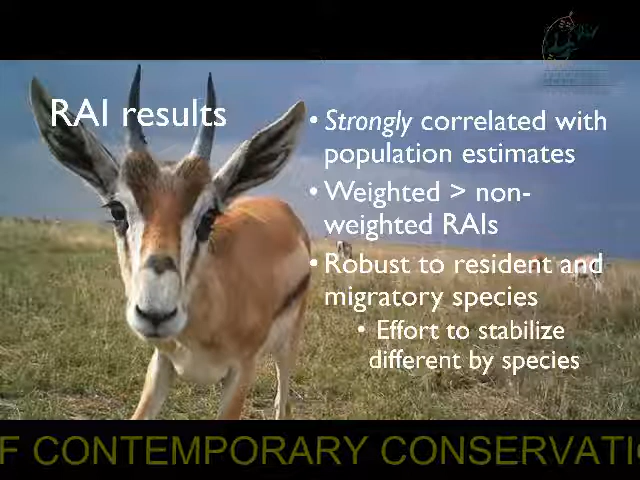 RAI results
• Strongly correlated with
population estimates
• Weighted > non-
weighted RAIs
• Robust to resident and
migratory species
• Effort to stabilize
different by species
F CONTEMPORARY CONSERVATI